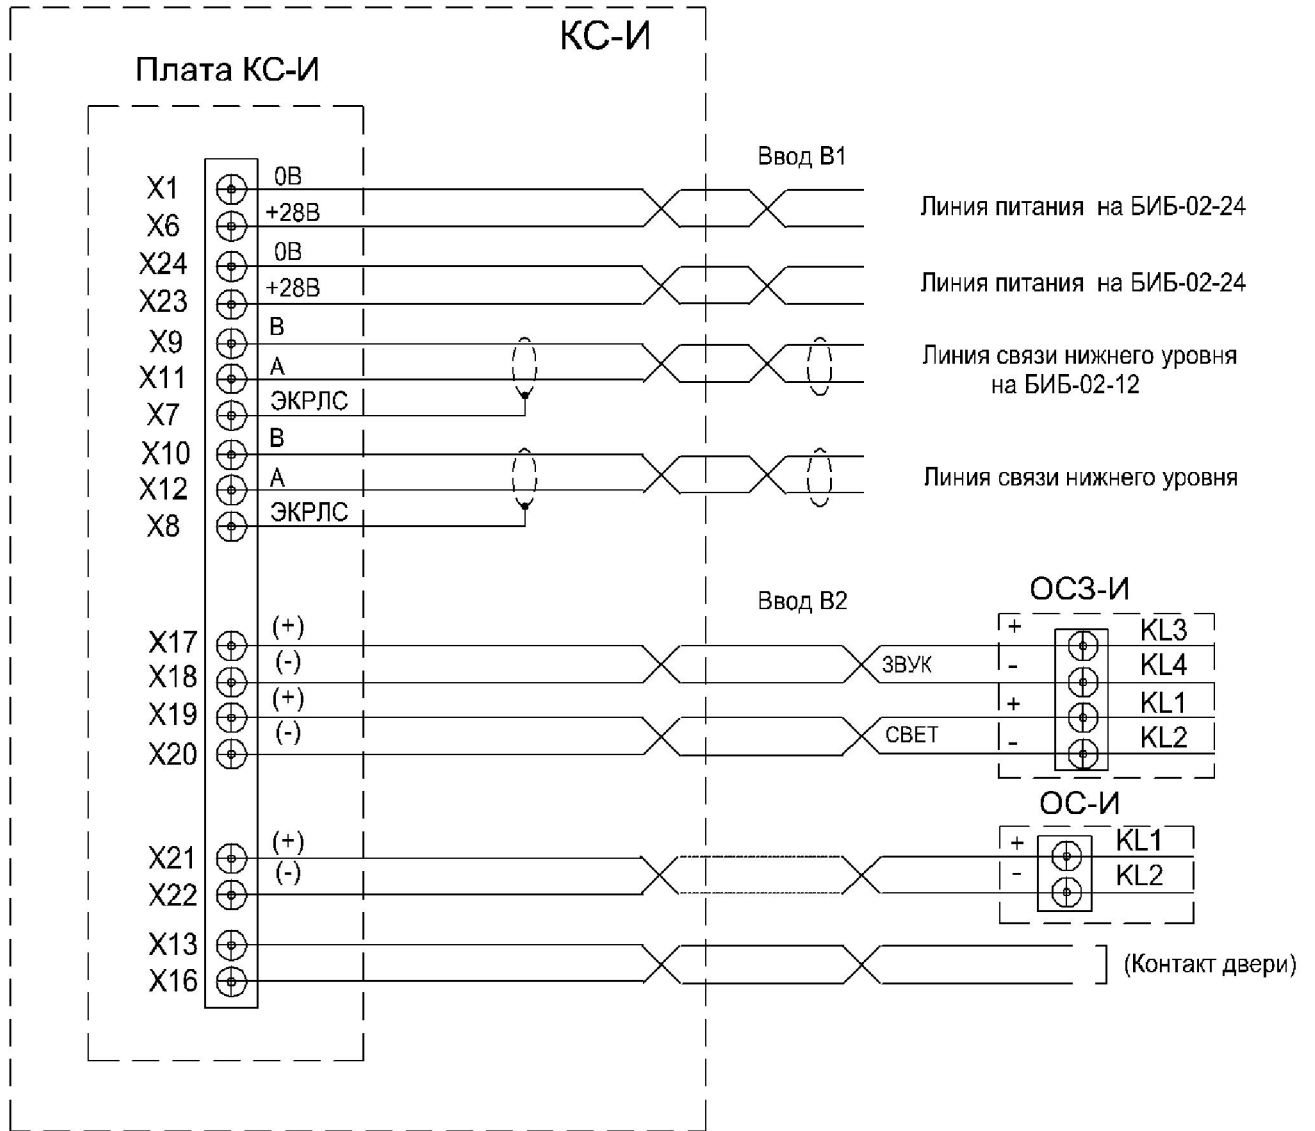 КС-И
Плата КС-И
Ввод В1
X1 0В
X6 +28В
Линия питания на БИБ-02-24
X24 0В
X23 +28В
Линия питания на БИБ-02-24
X9 В
X11 А
X7 ЭКРЛС
Линия связи нижнего уровня
на БИБ-02-12
X10 В
X12 А
X8 ЭКРЛС
Линия связи нижнего уровня
Ввод В2
ОСЗ-И
X17 (+) + KL3
X18 (-) ЗВУК - KL4
X19 (+) + KL1
X20 (-) СВЕТ - KL2
ОС-И
X21 (+) + KL1
X22 (-) - KL2
X13
X16
(Контакт двери)